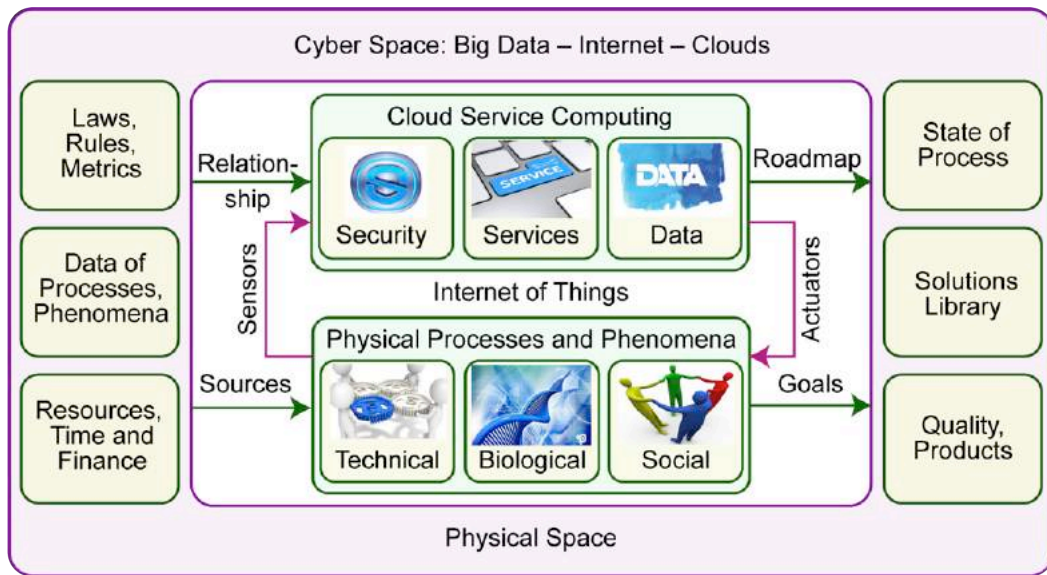 Cyber Space: Big Data – Internet – Clouds
Laws,
Rules,
Metrics
Data of
Processes,
Phenomena
Resources,
Time and
Finance
Relation-
ship
Sensors
Sources
Cloud Service Computing
SERVICE
DATA
Security
Services
Data
Internet of Things
Physical Processes and Phenomena
Technical
Biological
Social
Roadmap
Actuators
Goals
State of
Process
Solutions
Library
Quality,
Products
Physical Space